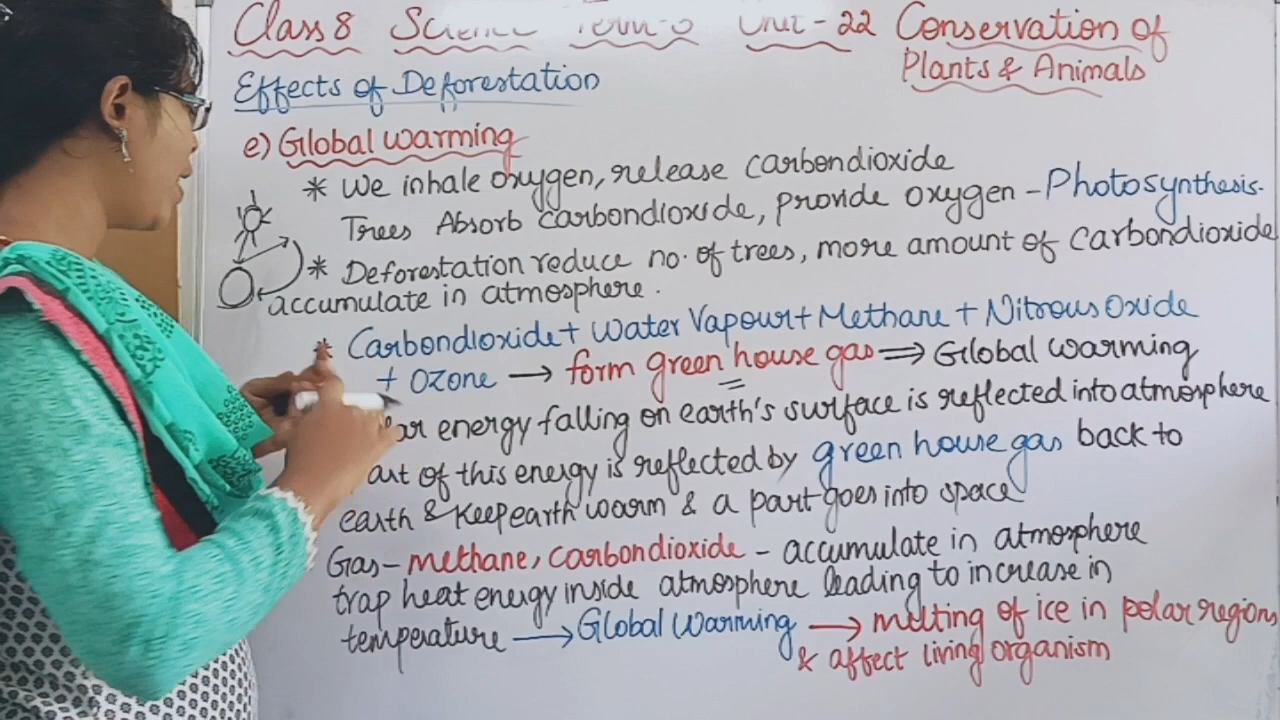 Class 8 Science Term-3 Unit-22 Conservation of
Plants & Animals
Effects of Deforestation
e) Global warming
* We inhale oxygen, release carbondioxide
Trees Absorb carbondioxide, provide oxygen - Photosynthesis.
* Deforestation reduce no. of trees, more amount of carbondioxide
accumulate in atmosphere.
* Carbondioxide + Water Vapour + Methane + Nitrous Oxide
+ Ozone → form green house gas ⇒ Global warming
energy falling on earth's surface is reflected into atmosphere
of this energy is reflected by green house gas back to
earth & Keep earth warm & a part goes into space
Gas - methane, carbondioxide - accumulate in atmosphere
trap heat energy inside atmosphere leading to increase in
temperature → Global Warming → melting of ice in polar regions
& affect living organism